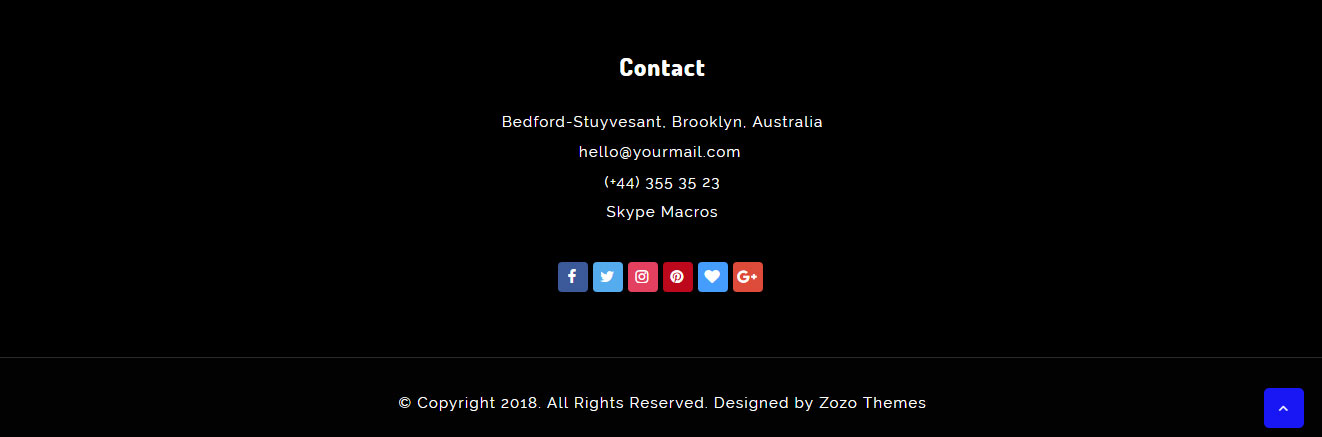 Contact
Bedford-Stuyvesant, Brooklyn, Australia
hello@yourmail.com
(+44) 355 35 23
Skype Macros
© Copyright 2018. All Rights Reserved. Designed by Zozo Themes